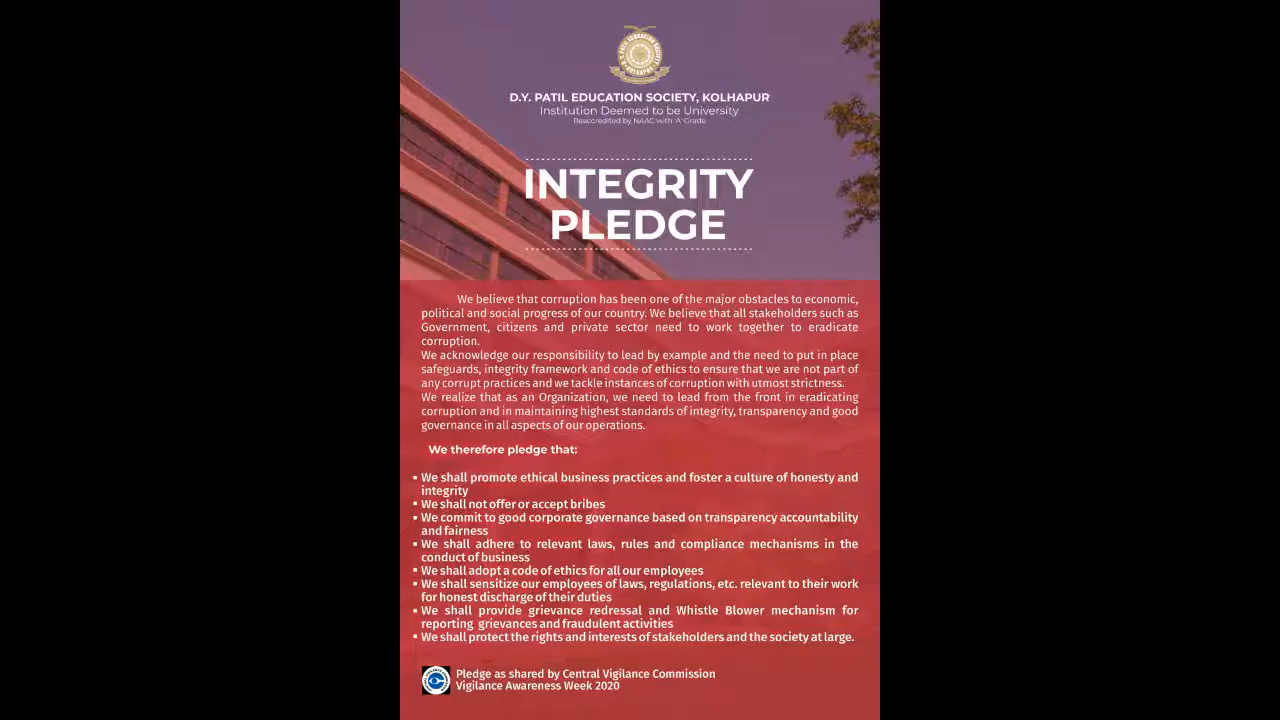 D.Y. PATIL EDUCATION SOCIETY, KOLHAPUR
Institution Deemed to be University
Reaccredited by NAAC with 'A' Grade
INTEGRITY
PLEDGE
We believe that corruption has been one of the major obstacles to economic,
political and social progress of our country. We believe that all stakeholders such as
Government, citizens and private sector need to work together to eradicate
corruption.
We acknowledge our responsibility to lead by example and the need to put in place
safeguards, integrity framework and code of ethics to ensure that we are not part of
any corrupt practices and we tackle instances of corruption with utmost strictness.
We realize that as an Organization, we need to lead from the front in eradicating
corruption and in maintaining highest standards of integrity, transparency and good
governance in all aspects of our operations.
We therefore pledge that:
▪ We shall promote ethical business practices and foster a culture of honesty and
integrity
▪ We shall not offer or accept bribes
▪ We commit to good corporate governance based on transparency accountability
and fairness
▪ We shall adhere to relevant laws, rules and compliance mechanisms in the
conduct of business
▪ We shall adopt a code of ethics for all our employees
▪ We shall sensitize our employees of laws, regulations, etc. relevant to their work
for honest discharge of their duties
▪ We shall provide grievance redressal and Whistle Blower mechanism for
reporting grievances and fraudulent activities
▪ We shall protect the rights and interests of stakeholders and the society at large.
Pledge as shared by Central Vigilance Commission
Vigilance Awareness Week 2020